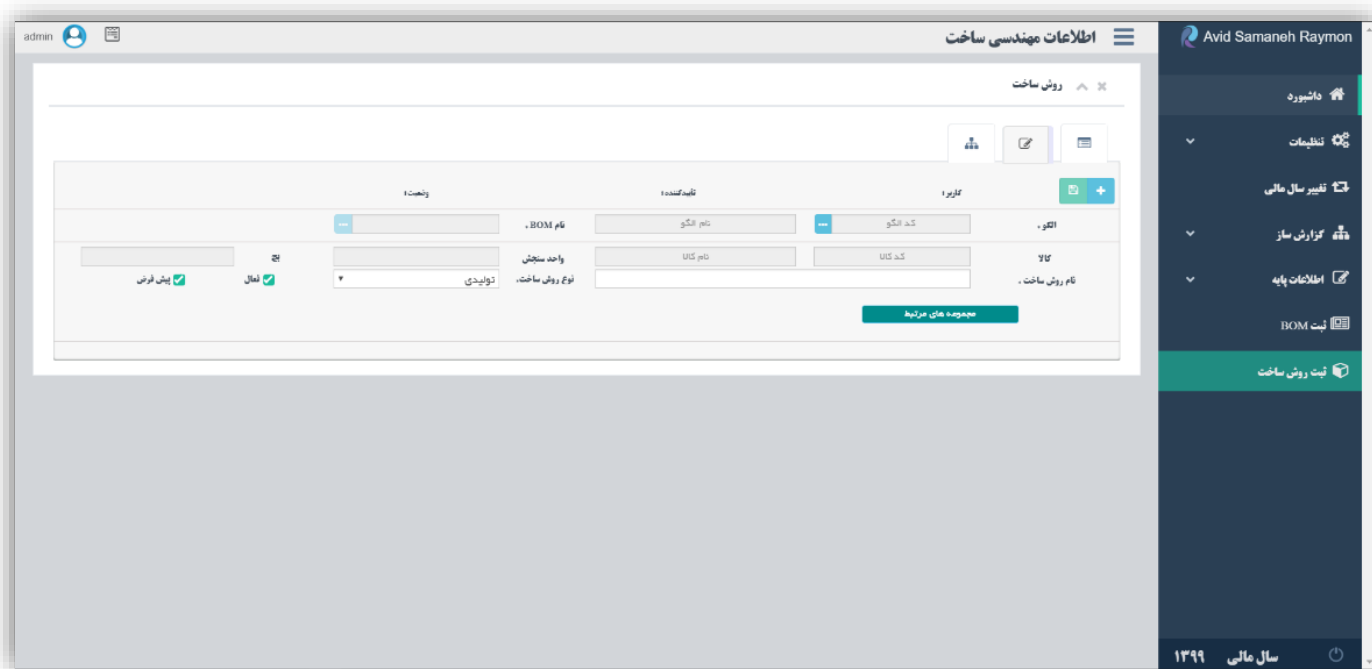 Avid Samaneh Raymon
اطلاعات مهندسی ساخت
admin
داشبورد
تنظیمات
تغییر سال مالی
گزارش ساز
اطلاعات پایه
ثبت BOM
ثبت روش ساخت
سال مالی ۱۳۹۹
روش ساخت
کاربر : تأییدکننده : وضعیت :
الگو * کد الگو ... نام الگو نام BOM * ...
کالا کد کالا نام کالا واحد سنجش بچ
نام روش ساخت * نوع روش ساخت * تولیدی فعال پیش فرض
مجموعه های مرتبط